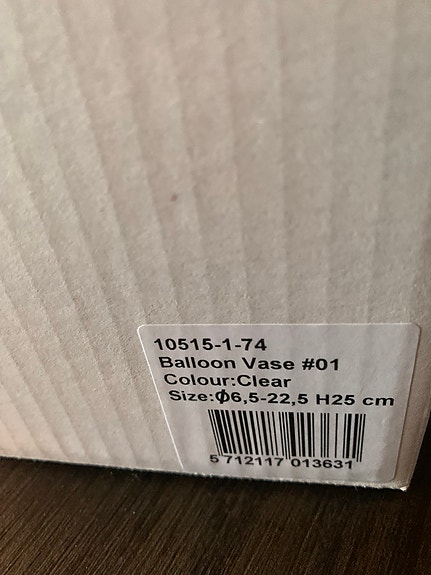 10515-1-74
Balloon Vase #01
Colour:Clear
Size:Φ6,5-22,5 H25 cm
5 712117 013631